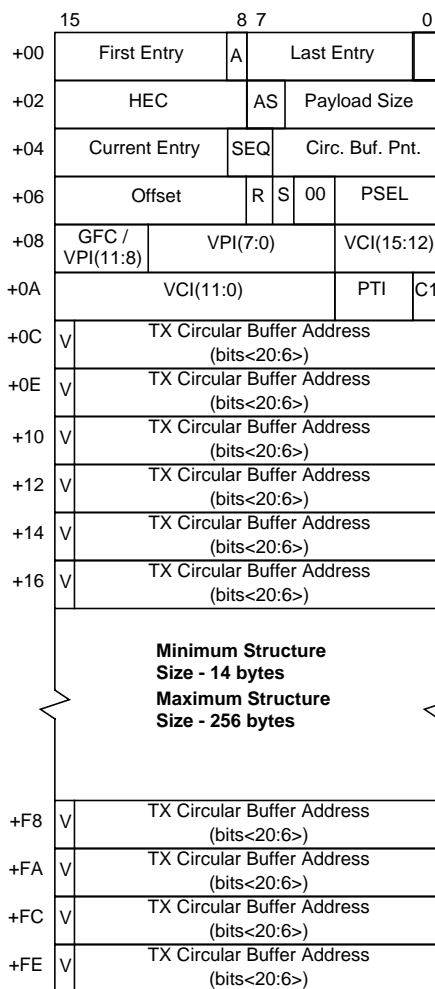 15 8 7 0
+00 First Entry A Last Entry
+02 HEC AS Payload Size
+04 Current Entry SEQ Circ. Buf. Pnt.
+06 Offset R S 00 PSEL
+08 GFC / VPI(11:8) VPI(7:0) VCI(15:12)
+0A VCI(11:0) PTI C1
+0C V TX Circular Buffer Address
(bits<20:6>)
+0E V TX Circular Buffer Address
(bits<20:6>)
+10 V TX Circular Buffer Address
(bits<20:6>)
+12 V TX Circular Buffer Address
(bits<20:6>)
+14 V TX Circular Buffer Address
(bits<20:6>)
+16 V TX Circular Buffer Address
(bits<20:6>)
Minimum Structure
Size - 14 bytes
Maximum Structure
Size - 256 bytes
+F8 V TX Circular Buffer Address
(bits<20:6>)
+FA V TX Circular Buffer Address
(bits<20:6>)
+FC V TX Circular Buffer Address
(bits<20:6>)
+FE V TX Circular Buffer Address
(bits<20:6>)